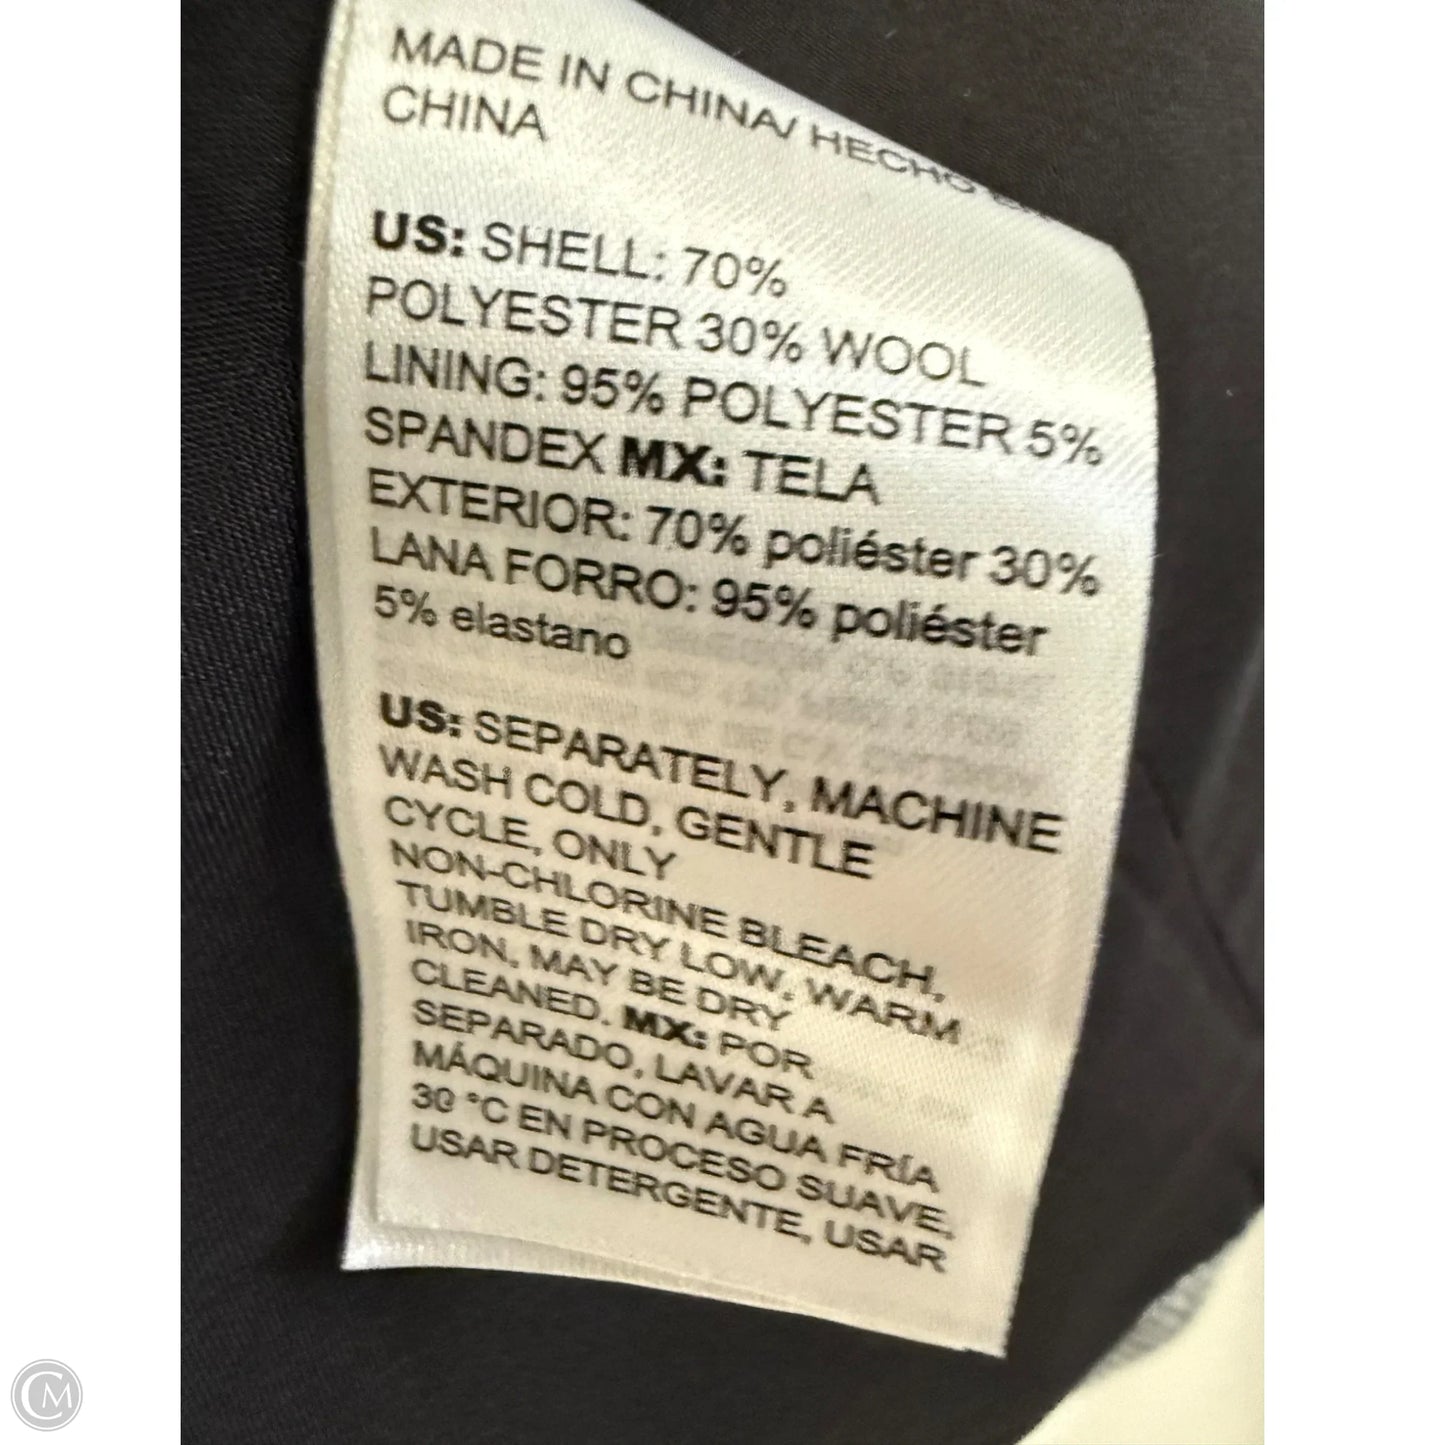 MADE IN CHINA/ HECHO EN
CHINA
US: SHELL: 70%
POLYESTER 30% WOOL
LINING: 95% POLYESTER 5%
SPANDEX MX: TELA
EXTERIOR: 70% poliéster 30%
LANA FORRO: 95% poliéster
5% elastano
US: SEPARATELY, MACHINE
WASH COLD, GENTLE
CYCLE, ONLY
NON-CHLORINE BLEACH,
TUMBLE DRY LOW, WARM
IRON, MAY BE DRY
CLEANED. MX: POR
SEPARADO, LAVAR A
MÁQUINA CON AGUA FRÍA
30 °C EN PROCESO SUAVE,
USAR DETERGENTE, USAR
CM